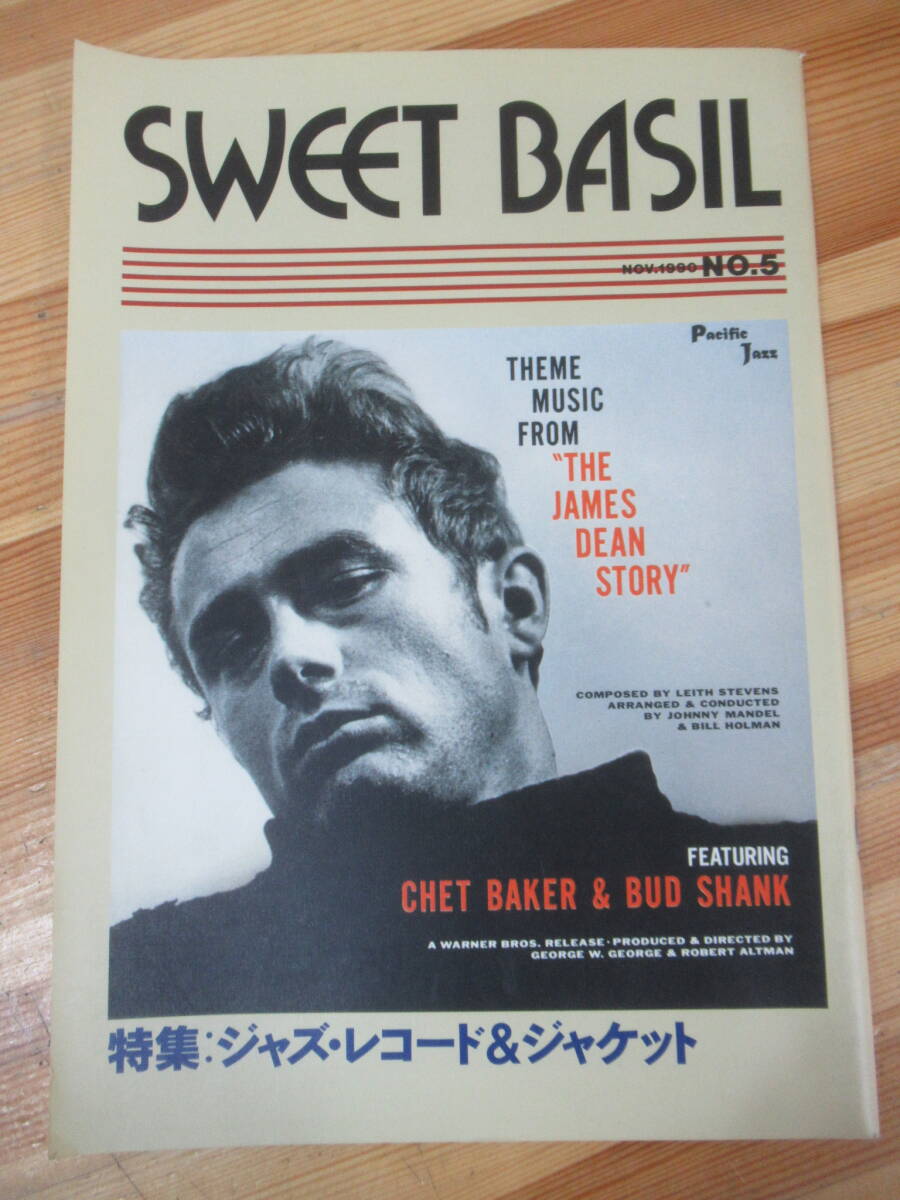 SWEET BASIL
NOV.1990 NO.5
Pacific
Jazz
THEME
MUSIC
FROM
"THE
JAMES
DEAN
STORY"
COMPOSED BY LEITH STEVENS
ARRANGED & CONDUCTED
BY JOHNNY MANDEL
& BILL HOLMAN
FEATURING
CHET BAKER & BUD SHANK
A WARNER BROS. RELEASE · PRODUCED & DIRECTED BY
GEORGE W. GEORGE & ROBERT ALTMAN
特集:ジャズ・レコード&ジャケット